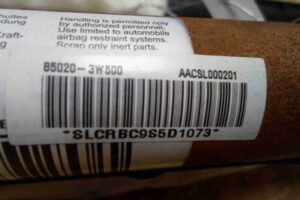 Handling is permitted only
by authorized personnel.
Use limited to automobile
airbag restraint systems.
Scrap only inert parts.
85020-3W500 AACSL000201
*SLCRBC9S5D1073*